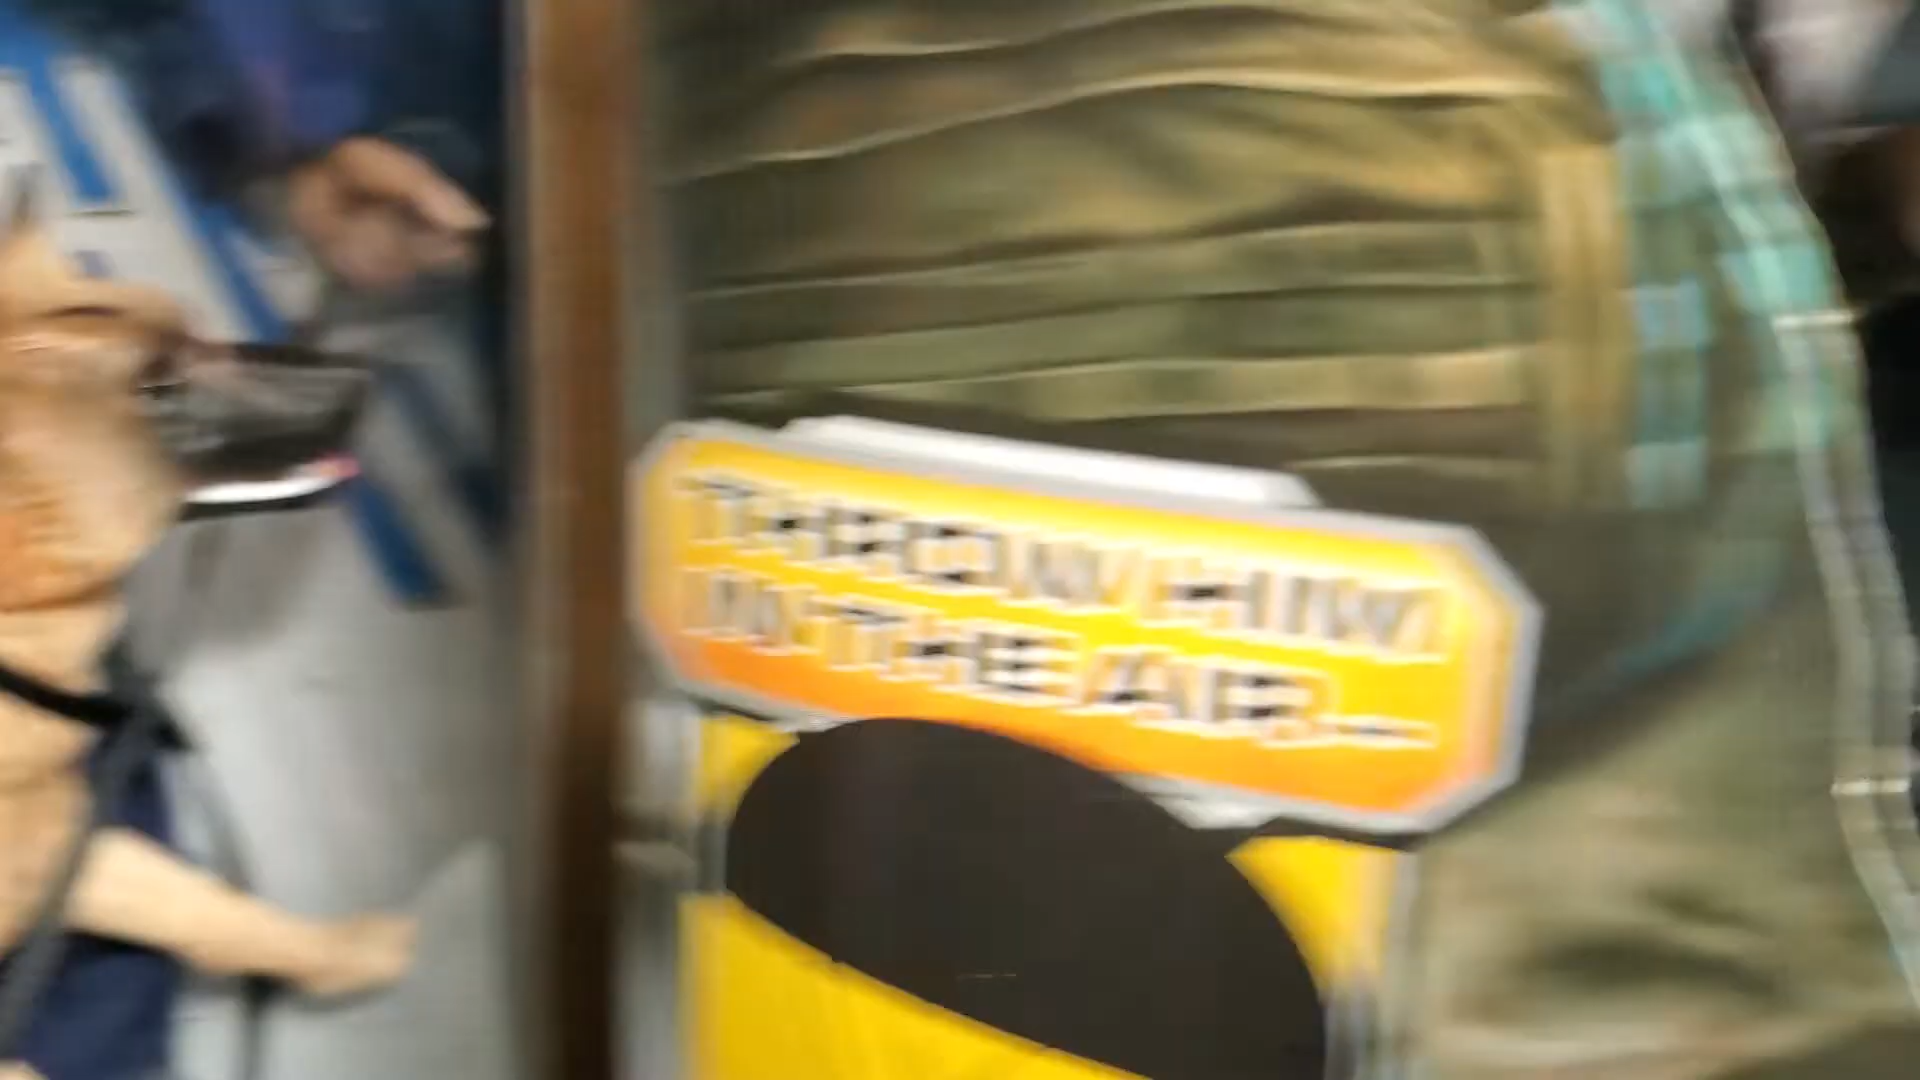 THROW HIM
IN THE AIR—